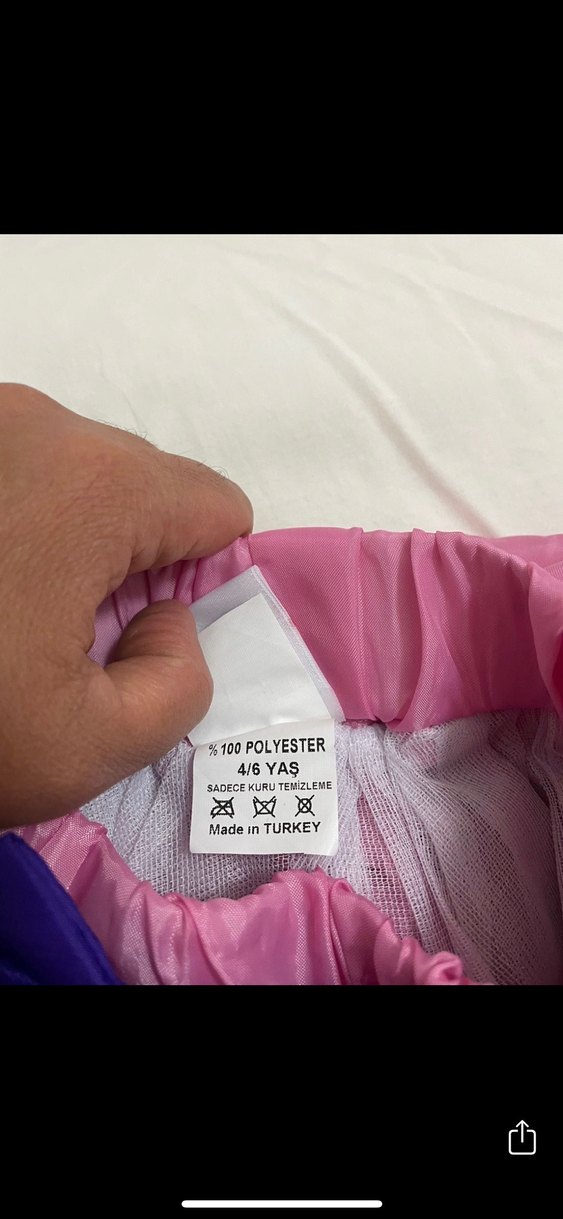 % 100 POLYESTER
4/6 YAŞ
SADECE KURU TEMİZLEME
Made in TURKEY